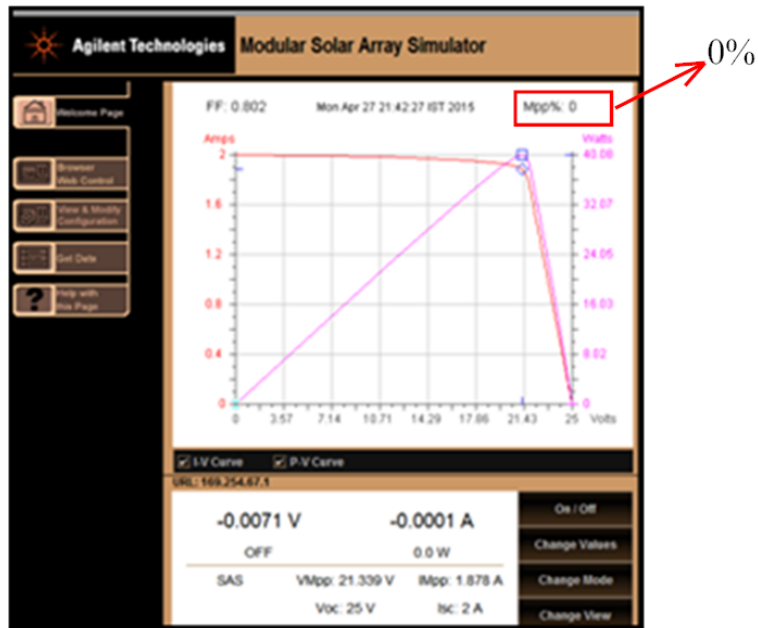 Agilent Technologies Modular Solar Array Simulator
0%
Welcome Page
FF: 0.802 Mon Apr 27 21:42:27 IST 2015 Mpp%: 0
Amps Watts
2 40.08
Browser
Web Control
1.6 32.07
View & Modify
Configuration
1.2 24.05
Get Data
0.8 16.03
Help with
this Page
0.4 8.02
0 0
0 3.57 7.14 10.71 14.29 17.86 21.43 25 Volts
I-V Curve P-V Curve
URL: 169.254.67.1
-0.0071 V -0.0001 A
On / Off
OFF 0.0 W
Change Values
SAS VMpp: 21.339 V IMpp: 1.878 A
Change Mode
Voc: 25 V Isc: 2 A
Change View